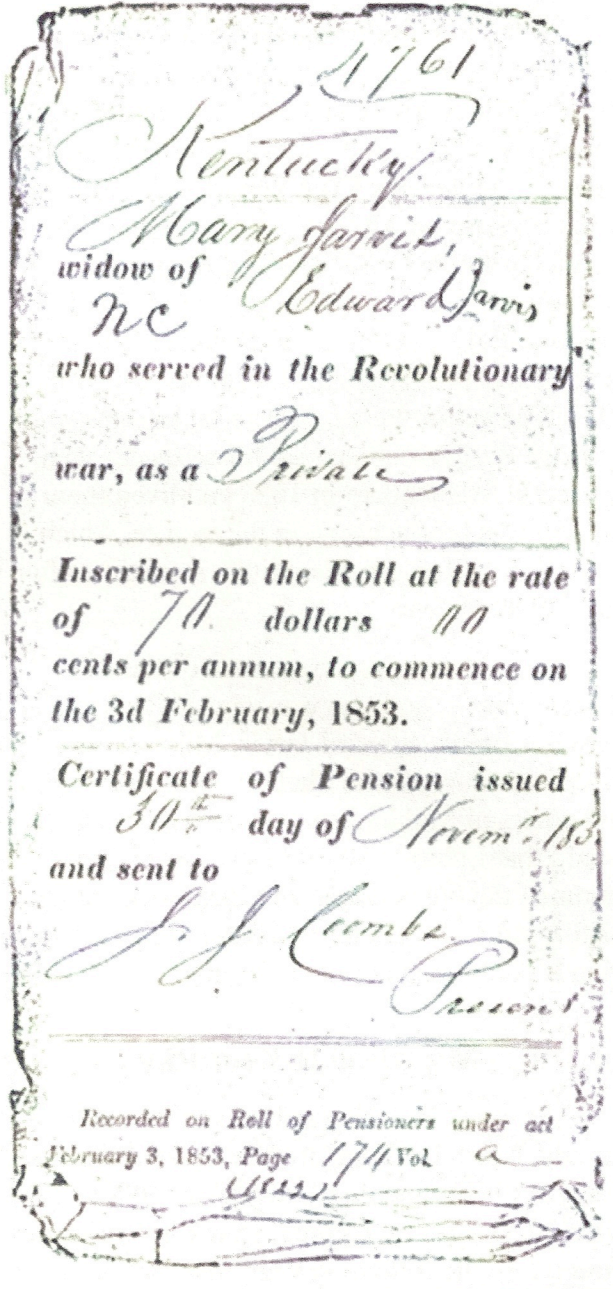 4761
Kentucky
Mary Jarvis,
widow of Edward Jarvis
NC
who served in the Revolutionary
war, as a Private
Inscribed on the Roll at the rate
of 70 dollars 00
cents per annum, to commence on
the 3d February, 1853.
Certificate of Pension issued
30th day of Novemr. 185
and sent to
J J Coombs
Present
Recorded on Roll of Pensioners under act
February 3, 1853, Page 174 Vol. a